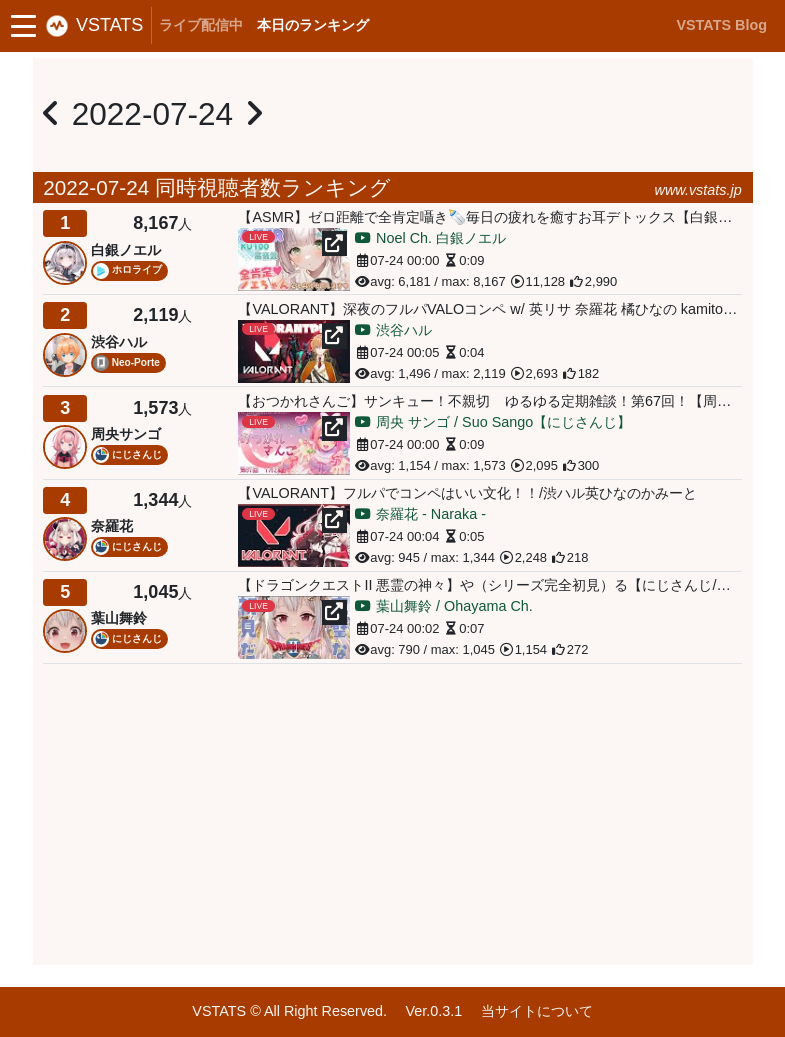 VSTATS ライブ配信中 本日のランキング VSTATS Blog
2022-07-24
2022-07-24 同時視聴者数ランキング www.vstats.jp
1 8,167人
白銀ノエル
ホロライブ
【ASMR】ゼロ距離で全肯定囁き🍼毎日の疲れを癒すお耳デトックス【白銀…
LIVE
KU100
全肯定
ノエちゃん
Noel Ch. 白銀ノエル
07-24 00:00 0:09
avg: 6,181 / max: 8,167 11,128 2,990
2 2,119人
渋谷ハル
Neo-Porte
【VALORANT】深夜のフルパVALOコンペ w/ 英リサ 奈羅花 橘ひなの kamito…
LIVE
VALORANT
渋谷ハル
07-24 00:05 0:04
avg: 1,496 / max: 2,119 2,693 182
3 1,573人
周央サンゴ
にじさんじ
【おつかれさんご】サンキュー！不親切　ゆるゆる定期雑談！第67回！【周…
LIVE
さんご
周央 サンゴ / Suo Sango【にじさんじ】
07-24 00:00 0:09
avg: 1,154 / max: 1,573 2,095 300
4 1,344人
奈羅花
にじさんじ
【VALORANT】フルパでコンペはいい文化！！/渋ハル英ひなのかみーと
LIVE
VALORANT
奈羅花 - Naraka -
07-24 00:04 0:05
avg: 945 / max: 1,344 2,248 218
5 1,045人
葉山舞鈴
にじさんじ
【ドラゴンクエストII 悪霊の神々】や（シリーズ完全初見）る【にじさんじ/…
LIVE
葉山舞鈴 / Ohayama Ch.
07-24 00:02 0:07
avg: 790 / max: 1,045 1,154 272
VSTATS © All Right Reserved. Ver.0.3.1 当サイトについて